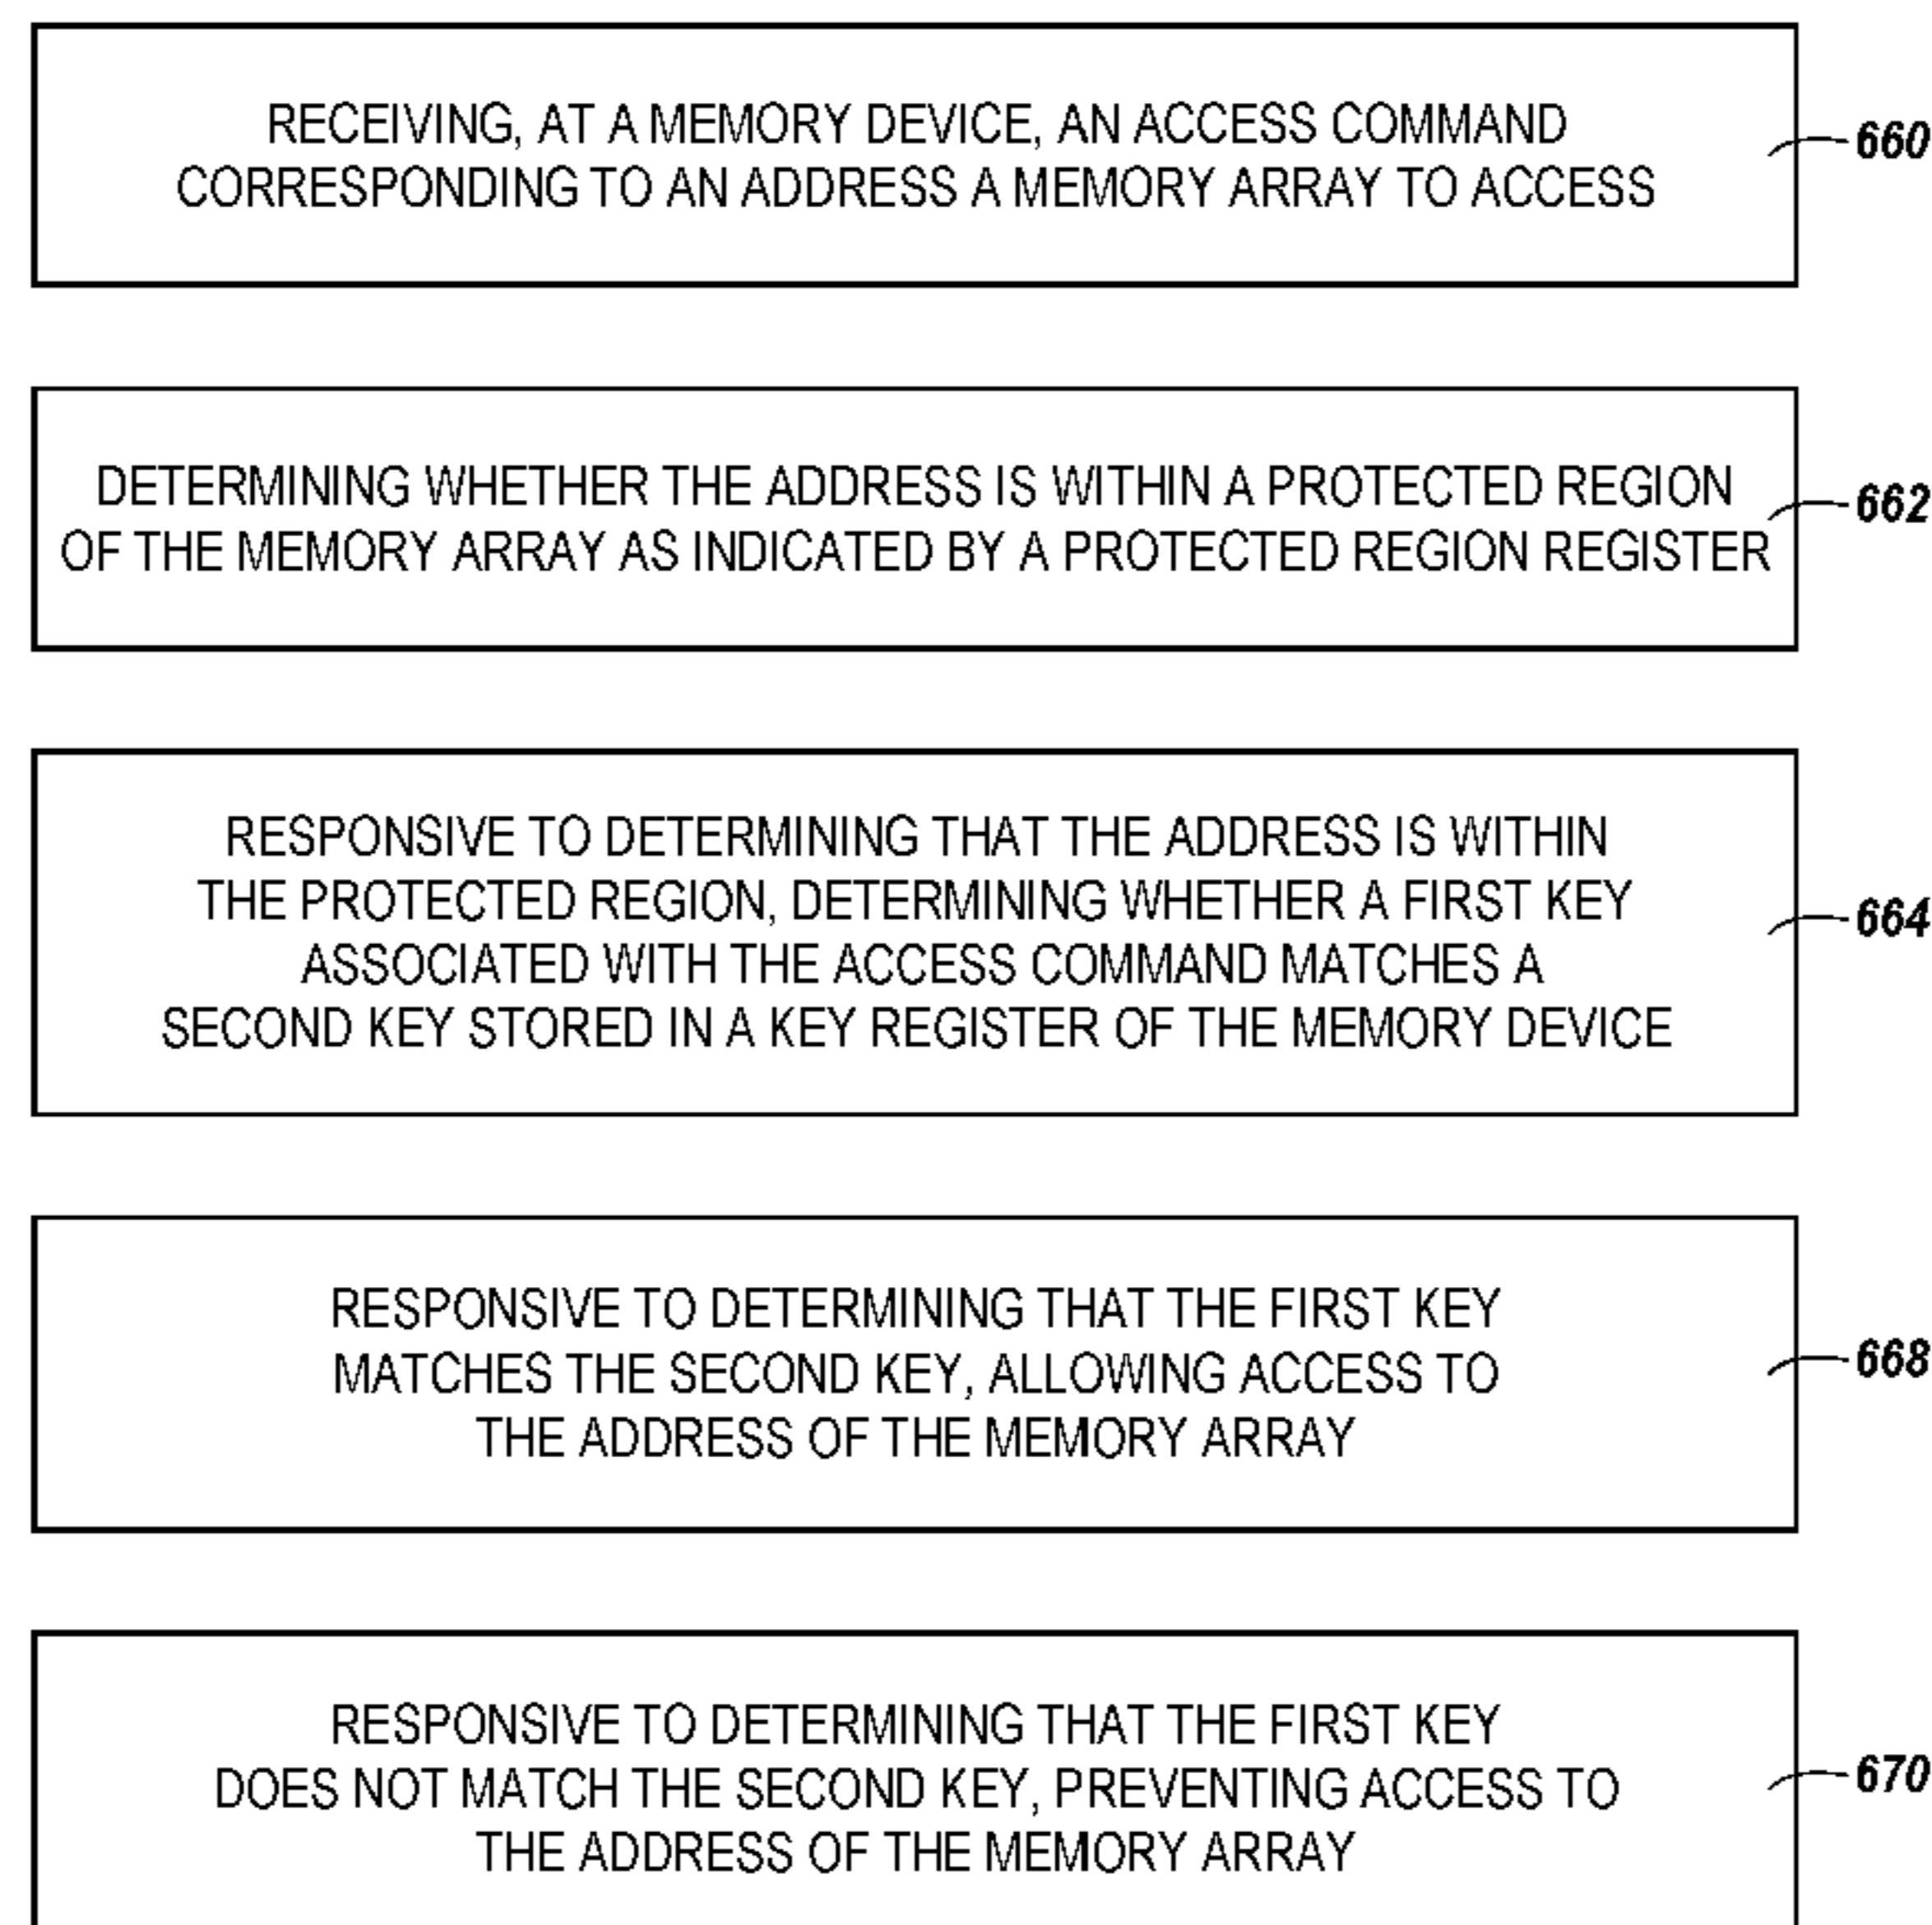 RECEIVING, AT A MEMORY DEVICE, AN ACCESS COMMAND
CORRESPONDING TO AN ADDRESS A MEMORY ARRAY TO ACCESS
660
DETERMINING WHETHER THE ADDRESS IS WITHIN A PROTECTED REGION
OF THE MEMORY ARRAY AS INDICATED BY A PROTECTED REGION REGISTER
662
RESPONSIVE TO DETERMINING THAT THE ADDRESS IS WITHIN
THE PROTECTED REGION, DETERMINING WHETHER A FIRST KEY
ASSOCIATED WITH THE ACCESS COMMAND MATCHES A
SECOND KEY STORED IN A KEY REGISTER OF THE MEMORY DEVICE
664
RESPONSIVE TO DETERMINING THAT THE FIRST KEY
MATCHES THE SECOND KEY, ALLOWING ACCESS TO
THE ADDRESS OF THE MEMORY ARRAY
668
RESPONSIVE TO DETERMINING THAT THE FIRST KEY
DOES NOT MATCH THE SECOND KEY, PREVENTING ACCESS TO
THE ADDRESS OF THE MEMORY ARRAY
670